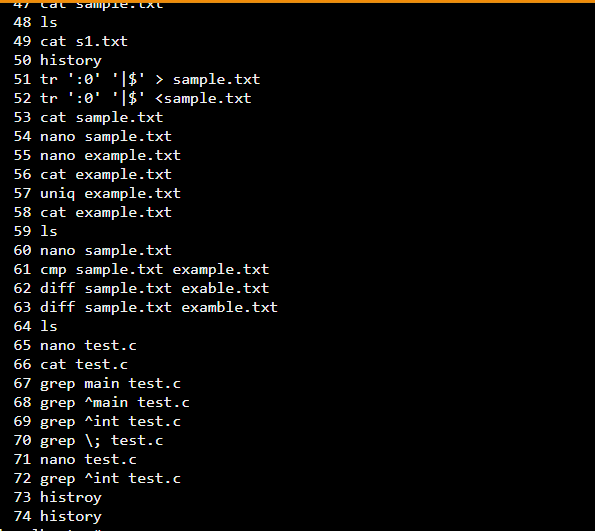 47 cat sample.txt
48 ls
49 cat s1.txt
50 history
51 tr ':0' '|$' > sample.txt
52 tr ':0' '|$' <sample.txt
53 cat sample.txt
54 nano sample.txt
55 nano example.txt
56 cat example.txt
57 uniq example.txt
58 cat example.txt
59 ls
60 nano sample.txt
61 cmp sample.txt example.txt
62 diff sample.txt exable.txt
63 diff sample.txt examble.txt
64 ls
65 nano test.c
66 cat test.c
67 grep main test.c
68 grep ^main test.c
69 grep ^int test.c
70 grep \; test.c
71 nano test.c
72 grep ^int test.c
73 histroy
74 history